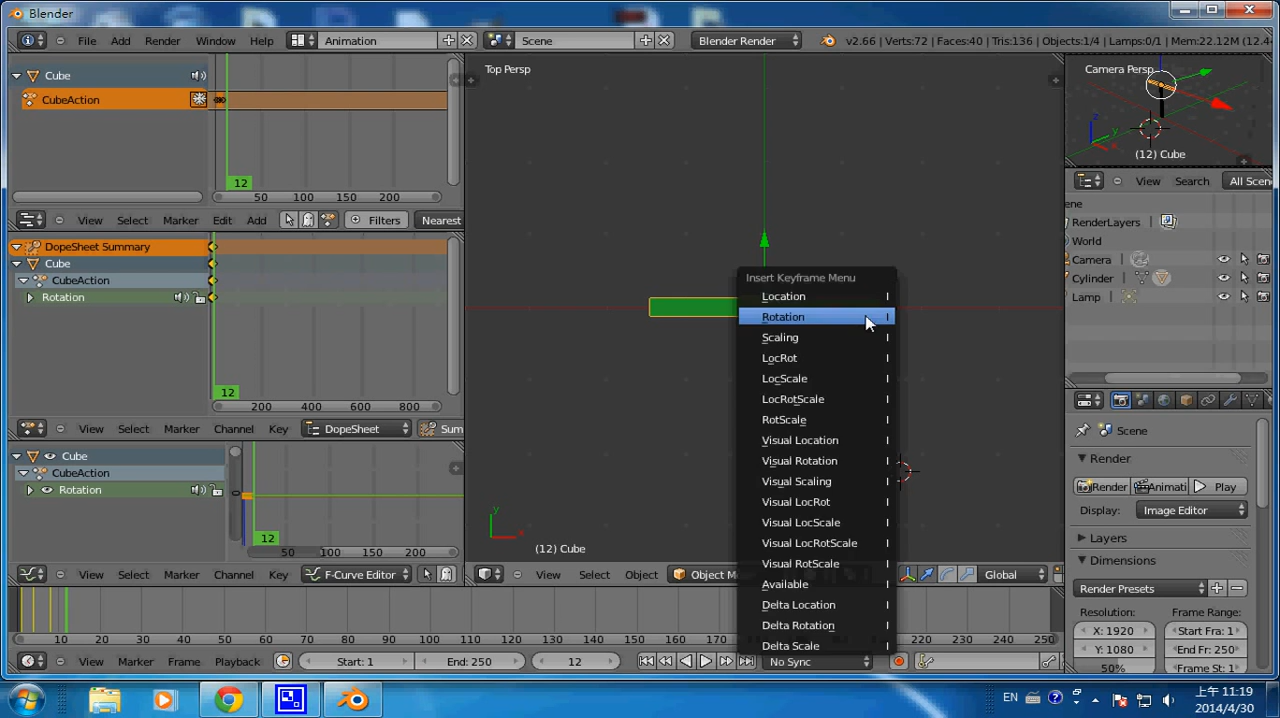 Blender
File Add Render Window Help Animation Scene Blender Render v2.66 | Verts:72 | Faces:40 | Tris:136 | Objects:1/4 | Lamps:0/1 | Mem:22.12M (12.4
Cube
CubeAction
12
50 100 150 200
View Select Marker Edit Add Filters Nearest
DopeSheet Summary
Cube
CubeAction
Rotation
12
200 400 600 800
View Select Marker Channel Key DopeSheet Sum
Cube
CubeAction
Rotation
12
50 100 150 200
View Select Marker Channel Key F-Curve Editor
Top Persp
y
x
(12) Cube
View Select Object Object Mo Global
Insert Keyframe Menu
Location I
Rotation I
Scaling I
LocRot I
LocScale I
LocRotScale I
RotScale I
Visual Location I
Visual Rotation I
Visual Scaling I
Visual LocRot I
Visual LocScale I
Visual LocRotScale I
Visual RotScale I
Available I
Delta Location I
Delta Rotation I
Delta Scale I
Camera Persp
z
y
(12) Cube
View Search All Scen
ene
RenderLayers
World
Camera
Cylinder
Lamp
Scene
Render
Render Animati Play
Display: Image Editor
Layers
Dimensions
Render Presets
Resolution: Frame Range:
X: 1920 Start Fra: 1
Y: 1080 End Fr: 250
50% Frame St: 1
10 20 30 40 50 60 70 80 90 100 110 120 130 140 150 160 170 220 230 240 250
View Marker Frame Playback Start: 1 End: 250 12 No Sync
EN 上午 11:19
2014/4/30